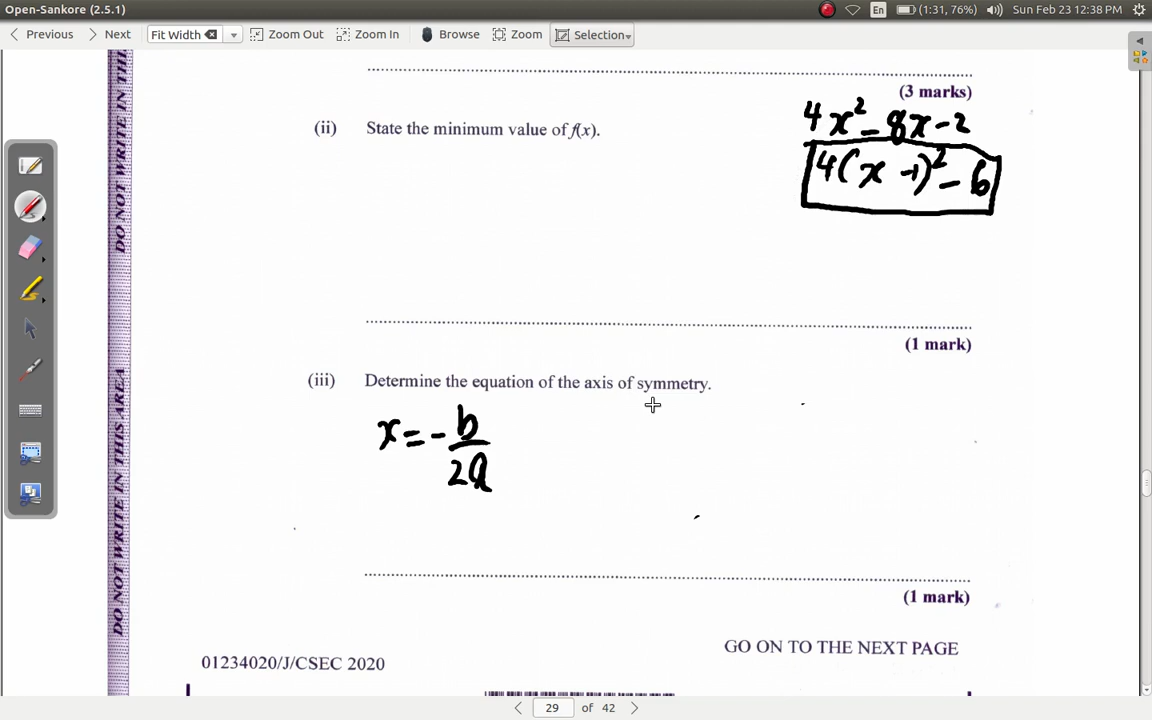 Open-Sankore (2.5.1)
En
(1:31, 76%)
Sun Feb 23 12:38 PM
Previous
Next
Fit Width
Zoom Out
Zoom In
Browse
Zoom
Selection
(3 marks)
4x² - 8x - 2
(ii) State the minimum value of f(x).
4(x - 1)² - 6
(1 mark)
(iii) Determine the equation of the axis of symmetry.
x = - b/2a
(1 mark)
GO ON TO THE NEXT PAGE
01234020/J/CSEC 2020
DO NOT WRITE IN THI
DO NOT WRITE IN THIS AREA
29 of 42